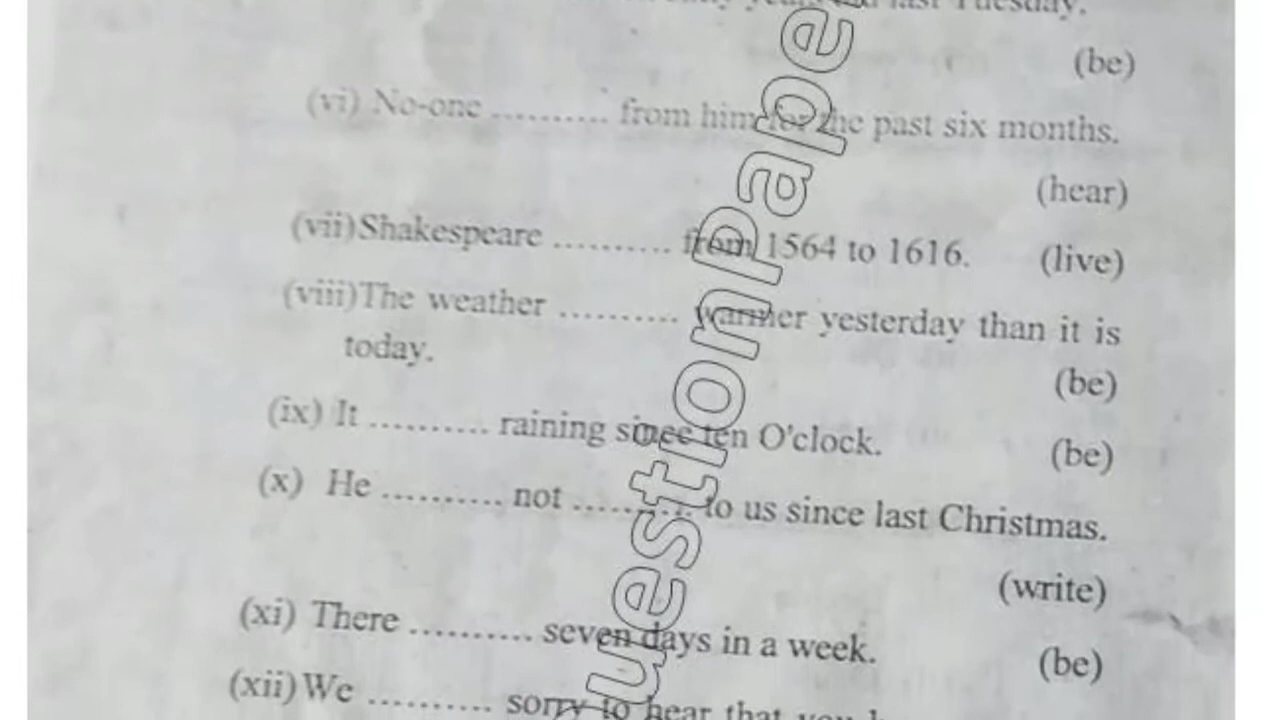 last Tuesday.
(be)
(vi) No-one .......... from him for the past six months.
(hear)
(vii) Shakespeare .......... from 1564 to 1616. (live)
(viii) The weather .......... warmer yesterday than it is
today.
(be)
(ix) It .......... raining since ten O'clock. (be)
(x) He .......... not .......... to us since last Christmas.
(write)
(xi) There .......... seven days in a week. (be)
(xii) We .......... sorry to hear that you
uestionpape